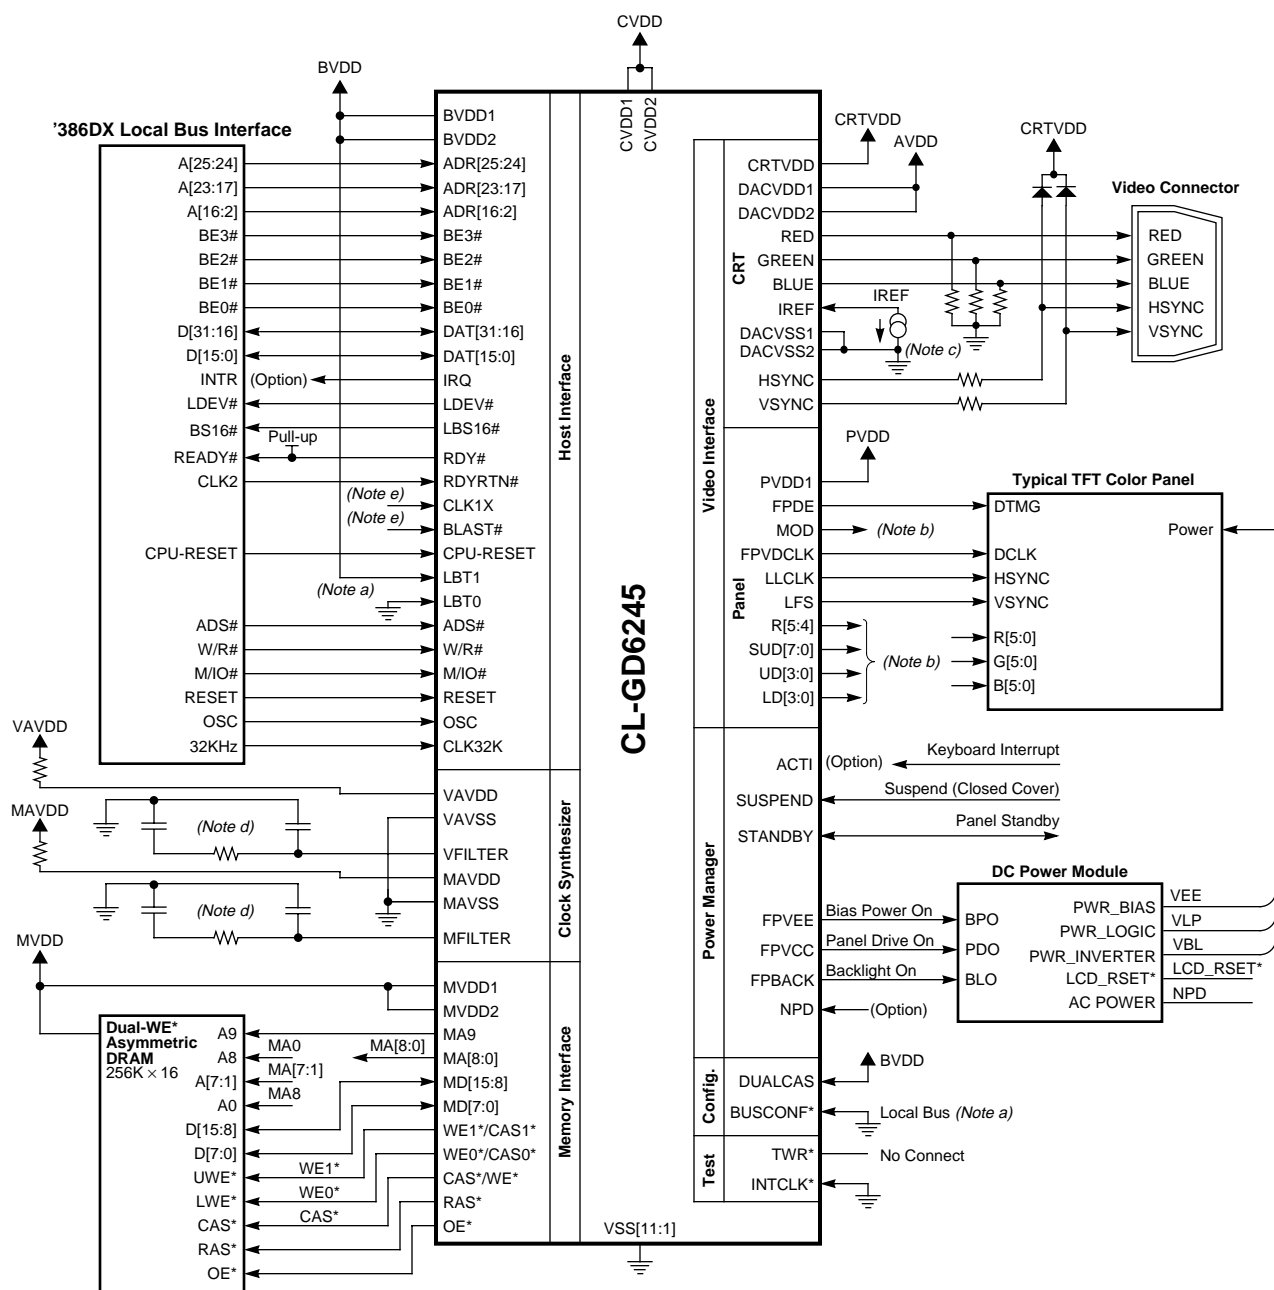 CVDD
BVDD
CVDD1
CVDD2
'386DX Local Bus Interface
A[25:24]
A[23:17]
A[16:2]
BE3#
BE2#
BE1#
BE0#
D[31:16]
D[15:0]
INTR (Option)
LDEV#
BS16#
Pull-up
READY#
CLK2
(Note e)
(Note e)
CPU-RESET
(Note a)
ADS#
W/R#
M/IO#
RESET
OSC
32KHz
BVDD1
BVDD2
ADR[25:24]
ADR[23:17]
ADR[16:2]
BE3#
BE2#
BE1#
BE0#
DAT[31:16]
DAT[15:0]
IRQ
LDEV#
LBS16#
RDY#
RDYRTN#
CLK1X
BLAST#
CPU-RESET
LBT1
LBT0
ADS#
W/R#
M/IO#
RESET
OSC
CLK32K
Host Interface
VAVDD
MAVDD
(Note d)
(Note d)
VAVDD
VAVSS
VFILTER
MAVDD
MAVSS
MFILTER
Clock Synthesizer
MVDD
Dual-WE*
Asymmetric
DRAM
256K × 16
A9
A8
A[7:1]
A0
D[15:8]
D[7:0]
UWE*
LWE*
CAS*
RAS*
OE*
MA0
MA[7:1]
MA8
MA[8:0]
WE1*
WE0*
CAS*
MVDD1
MVDD2
MA9
MA[8:0]
MD[15:8]
MD[7:0]
WE1*/CAS1*
WE0*/CAS0*
CAS*/WE*
RAS*
OE*
Memory Interface
CL-GD6245
VSS[11:1]
Video Interface
CRT
CRTVDD
DACVDD1
DACVDD2
RED
GREEN
BLUE
IREF
DACVSS1
DACVSS2
HSYNC
VSYNC
CRTVDD
AVDD
CRTVDD
IREF
(Note c)
Video Connector
RED
GREEN
BLUE
HSYNC
VSYNC
Panel
PVDD
PVDD1
FPDE
MOD
(Note b)
FPVDCLK
LLCLK
LFS
R[5:4]
SUD[7:0]
UD[3:0]
LD[3:0]
(Note b)
Typical TFT Color Panel
DTMG
Power
DCLK
HSYNC
VSYNC
R[5:0]
G[5:0]
B[5:0]
Power Manager
ACTI (Option) Keyboard Interrupt
SUSPEND Suspend (Closed Cover)
STANDBY Panel Standby
FPVEE Bias Power On
FPVCC Panel Drive On
FPBACK Backlight On
NPD (Option)
DC Power Module
BPO
PDO
BLO
PWR_BIAS
PWR_LOGIC
PWR_INVERTER
LCD_RSET*
AC POWER
VEE
VLP
VBL
LCD_RSET*
NPD
Config.
BVDD
DUALCAS
BUSCONF* Local Bus (Note a)
Test
TWR* No Connect
INTCLK*